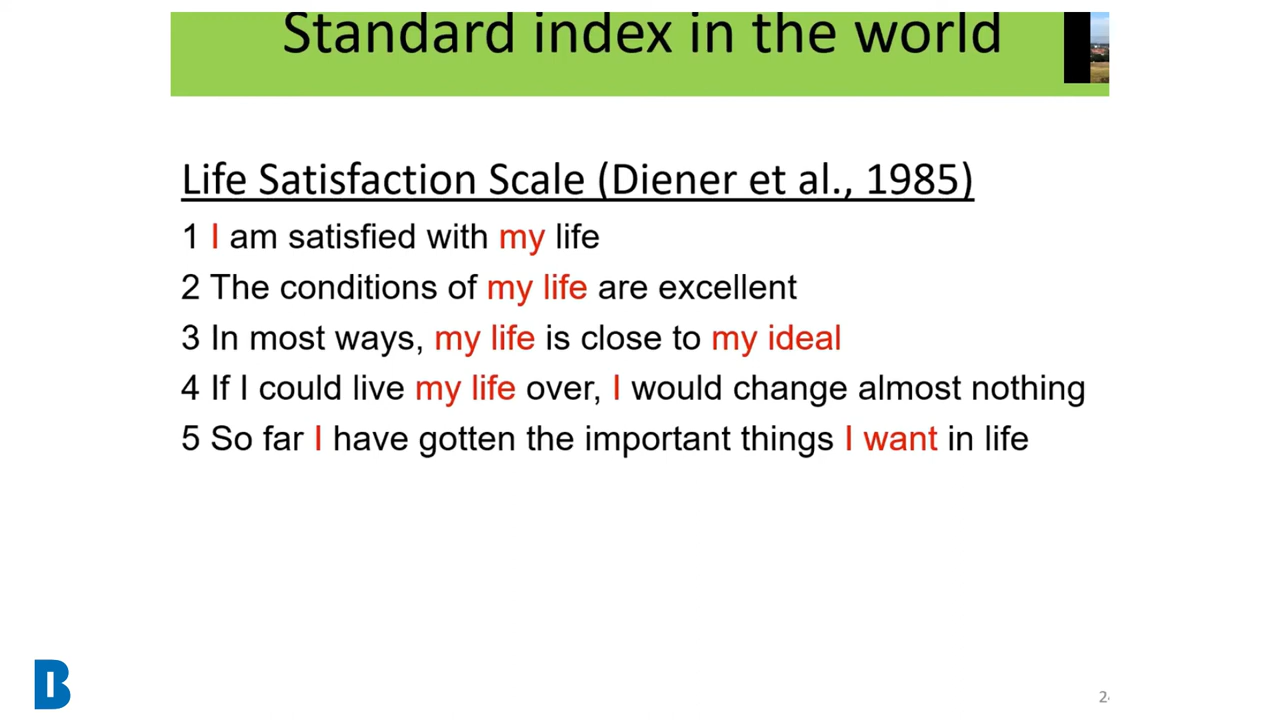 Standard index in the world
Life Satisfaction Scale (Diener et al., 1985)
1 I am satisfied with my life
2 The conditions of my life are excellent
3 In most ways, my life is close to my ideal
4 If I could live my life over, I would change almost nothing
5 So far I have gotten the important things I want in life
B